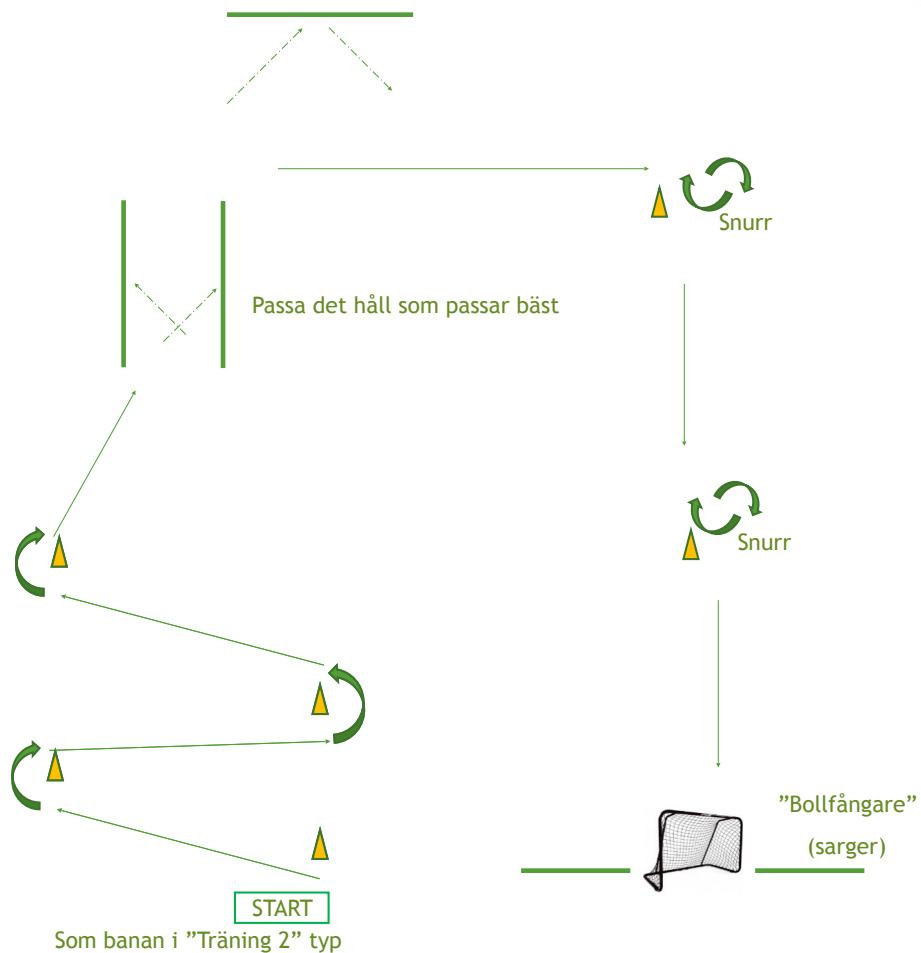 Snurr
Passa det håll som passar bäst
Snurr
”Bollfångare”
(sarger)
START
Som banan i ”Träning 2” typ